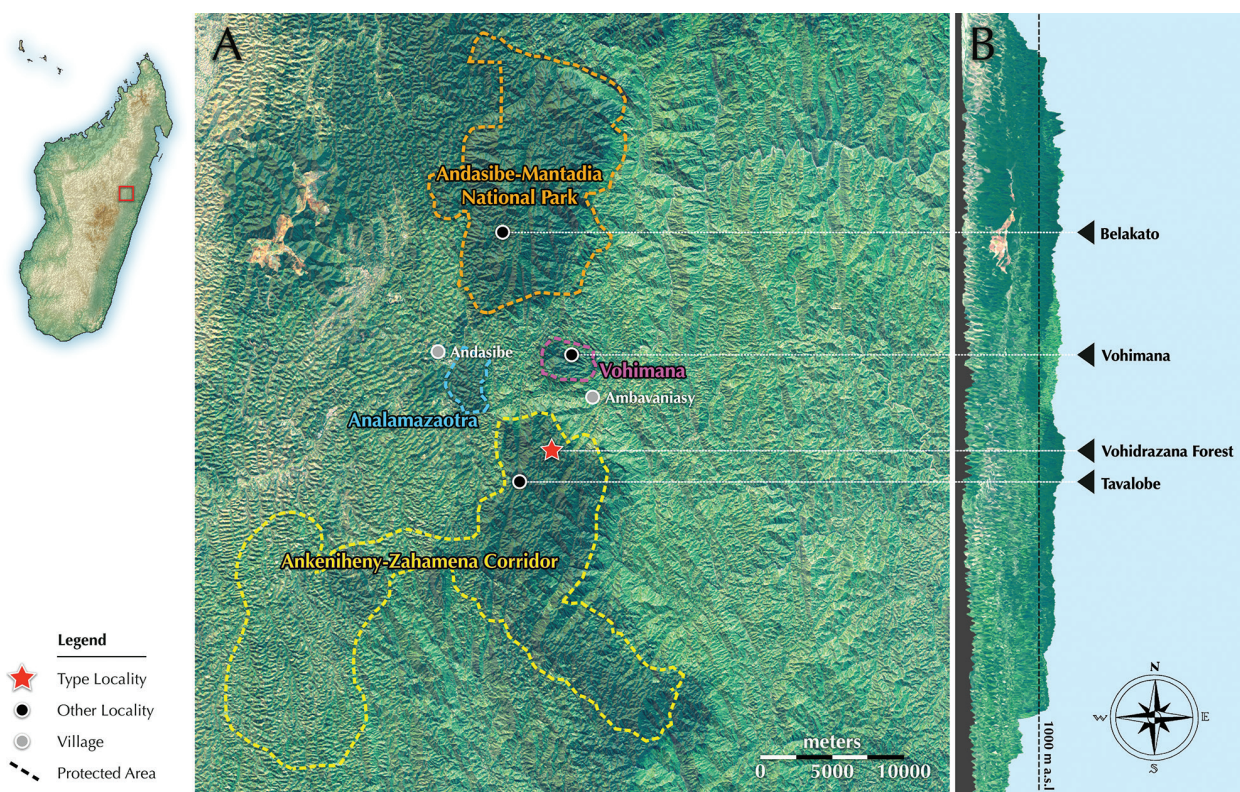 A
B
Andasibe-Mantadia
National Park
Belakato
Andasibe
Vohimana
Vohimana
Ambavaniasy
Analamazaotra
Vohidrazana Forest
Tavalobe
Ankeniheny-Zahamena Corridor
Legend
Type Locality
Other Locality
Village
Protected Area
meters
0 5000 10000
1000 m a.s.l
N
W
E
S